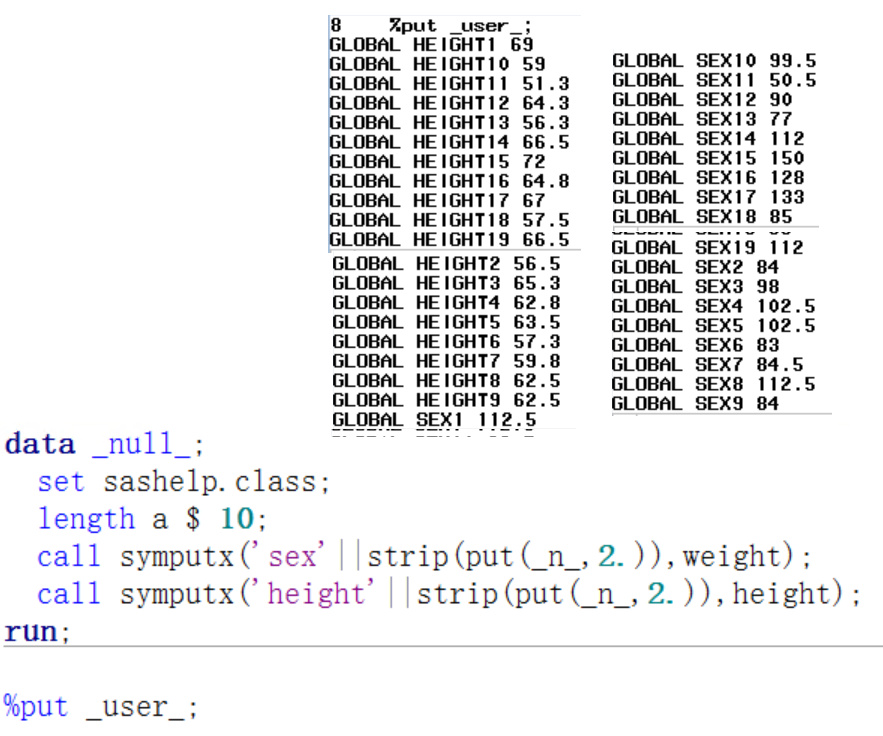 8    %put _user_;
GLOBAL HEIGHT1 69
GLOBAL HEIGHT10 59
GLOBAL HEIGHT11 51.3
GLOBAL HEIGHT12 64.3
GLOBAL HEIGHT13 56.3
GLOBAL HEIGHT14 66.5
GLOBAL HEIGHT15 72
GLOBAL HEIGHT16 64.8
GLOBAL HEIGHT17 67
GLOBAL HEIGHT18 57.5
GLOBAL HEIGHT19 66.5
GLOBAL HEIGHT2 56.5
GLOBAL HEIGHT3 65.3
GLOBAL HEIGHT4 62.8
GLOBAL HEIGHT5 63.5
GLOBAL HEIGHT6 57.3
GLOBAL HEIGHT7 59.8
GLOBAL HEIGHT8 62.5
GLOBAL HEIGHT9 62.5
GLOBAL SEX1 112.5
GLOBAL SEX10 99.5
GLOBAL SEX11 50.5
GLOBAL SEX12 90
GLOBAL SEX13 77
GLOBAL SEX14 112
GLOBAL SEX15 150
GLOBAL SEX16 128
GLOBAL SEX17 133
GLOBAL SEX18 85
GLOBAL SEX19 112
GLOBAL SEX2 84
GLOBAL SEX3 98
GLOBAL SEX4 102.5
GLOBAL SEX5 102.5
GLOBAL SEX6 83
GLOBAL SEX7 84.5
GLOBAL SEX8 112.5
GLOBAL SEX9 84
data _null_;
set sashelp.class;
length a $ 10;
call symputx('sex'||strip(put(_n_,2.)),weight);
call symputx('height'||strip(put(_n_,2.)),height);
run;
%put _user_;